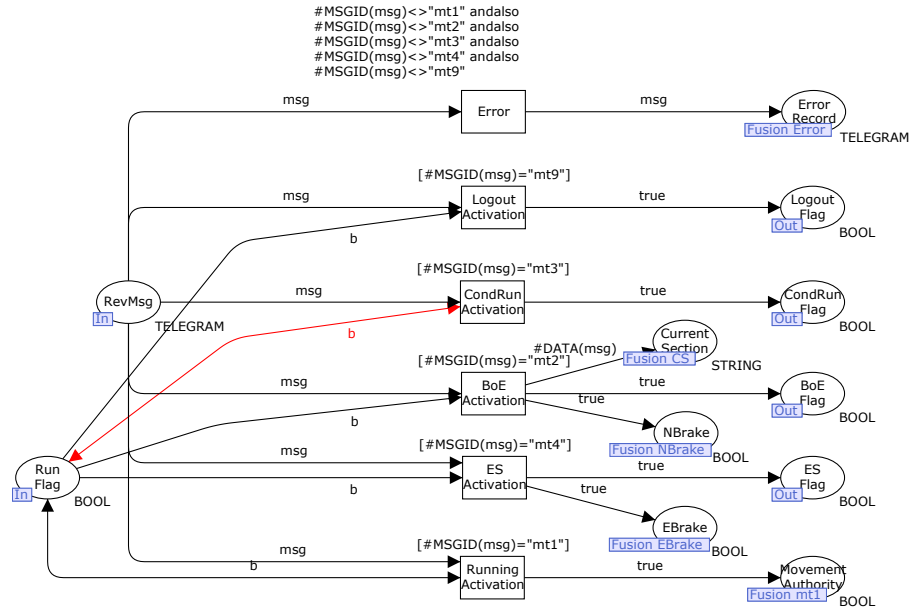 #MSGID(msg)<>"mt1" andalso
#MSGID(msg)<>"mt2" andalso
#MSGID(msg)<>"mt3" andalso
#MSGID(msg)<>"mt4" andalso
#MSGID(msg)<>"mt9"
msg
Error
msg
Error
Record
Fusion Error
TELEGRAM
[#MSGID(msg)="mt9"]
msg
b
Logout
Activation
true
Logout
Flag
Out
BOOL
[#MSGID(msg)="mt3"]
RevMsg
In
TELEGRAM
msg
b
CondRun
Activation
true
CondRun
Flag
Out
BOOL
[#MSGID(msg)="mt2"]
msg
b
BoE
Activation
#DATA(msg)
Current
Section
Fusion CS
STRING
true
BoE
Flag
Out
BOOL
true
NBrake
Fusion NBrake
BOOL
[#MSGID(msg)="mt4"]
Run
Flag
In
BOOL
msg
b
ES
Activation
true
ES
Flag
Out
BOOL
true
EBrake
Fusion EBrake
BOOL
[#MSGID(msg)="mt1"]
msg
b
Running
Activation
true
Movement
Authority
Fusion mt1
BOOL